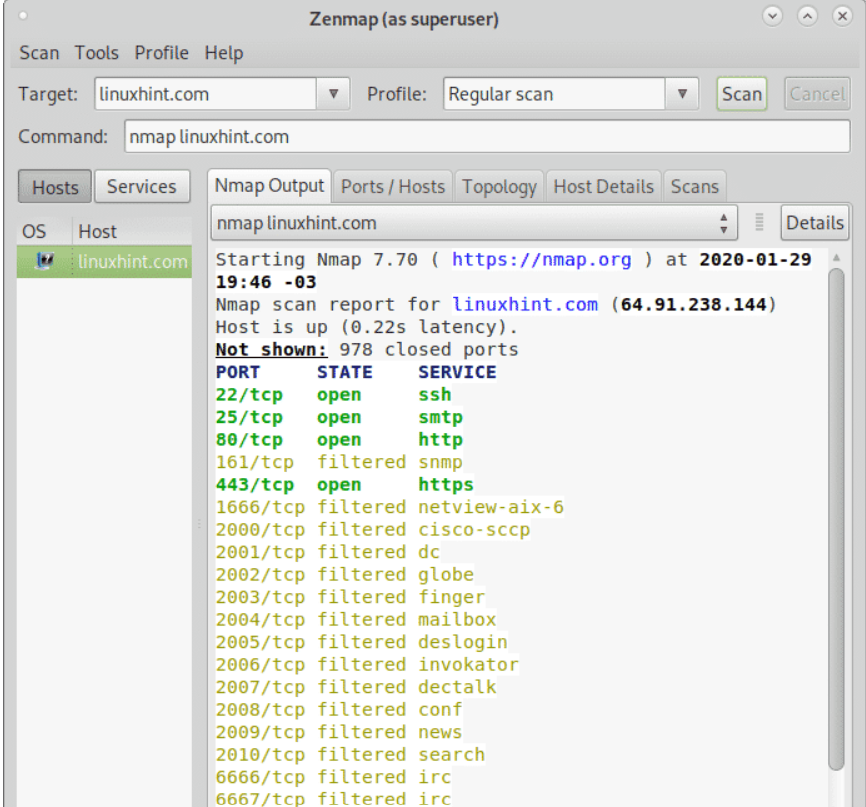 Zenmap (as superuser)
Scan Tools Profile Help
Target: linuxhint.com Profile: Regular scan Scan Cancel
Command: nmap linuxhint.com
Hosts Services Nmap Output Ports / Hosts Topology Host Details Scans
nmap linuxhint.com Details
OS Host
linuxhint.com
Starting Nmap 7.70 ( https://nmap.org ) at 2020-01-29
19:46 -03
Nmap scan report for linuxhint.com (64.91.238.144)
Host is up (0.22s latency).
Not shown: 978 closed ports
PORT STATE SERVICE
22/tcp open ssh
25/tcp open smtp
80/tcp open http
161/tcp filtered snmp
443/tcp open https
1666/tcp filtered netview-aix-6
2000/tcp filtered cisco-sccp
2001/tcp filtered dc
2002/tcp filtered globe
2003/tcp filtered finger
2004/tcp filtered mailbox
2005/tcp filtered deslogin
2006/tcp filtered invokator
2007/tcp filtered dectalk
2008/tcp filtered conf
2009/tcp filtered news
2010/tcp filtered search
6666/tcp filtered irc
6667/tcp filtered irc